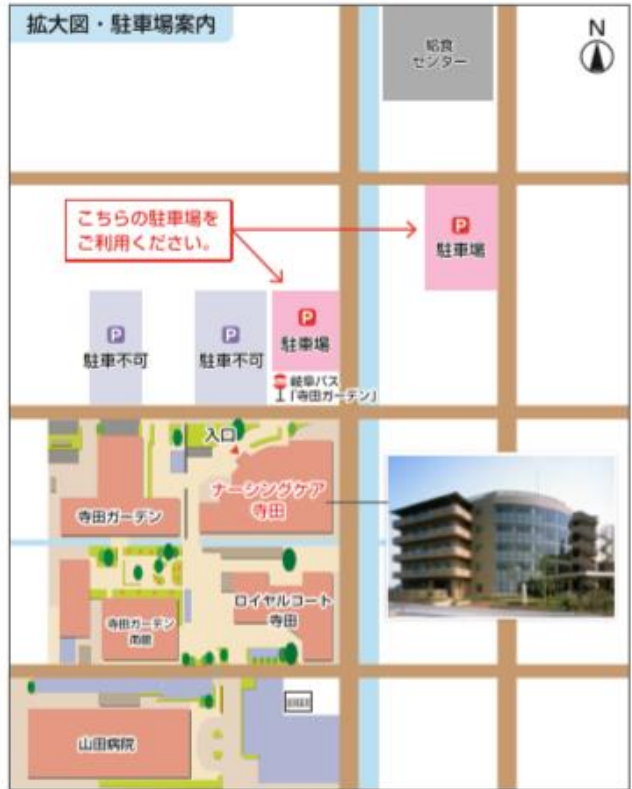 拡大図・駐車場案内
N
給食
センター
こちらの駐車場を
ご利用ください。
P
駐車場
P
駐車不可
P
駐車不可
P
駐車場
岐阜バス
「寺田ガーデン」
入口
ナーシングケア
寺田
寺田ガーデン
ロイヤルコート
寺田
寺田ガーデン
南館
山田病院